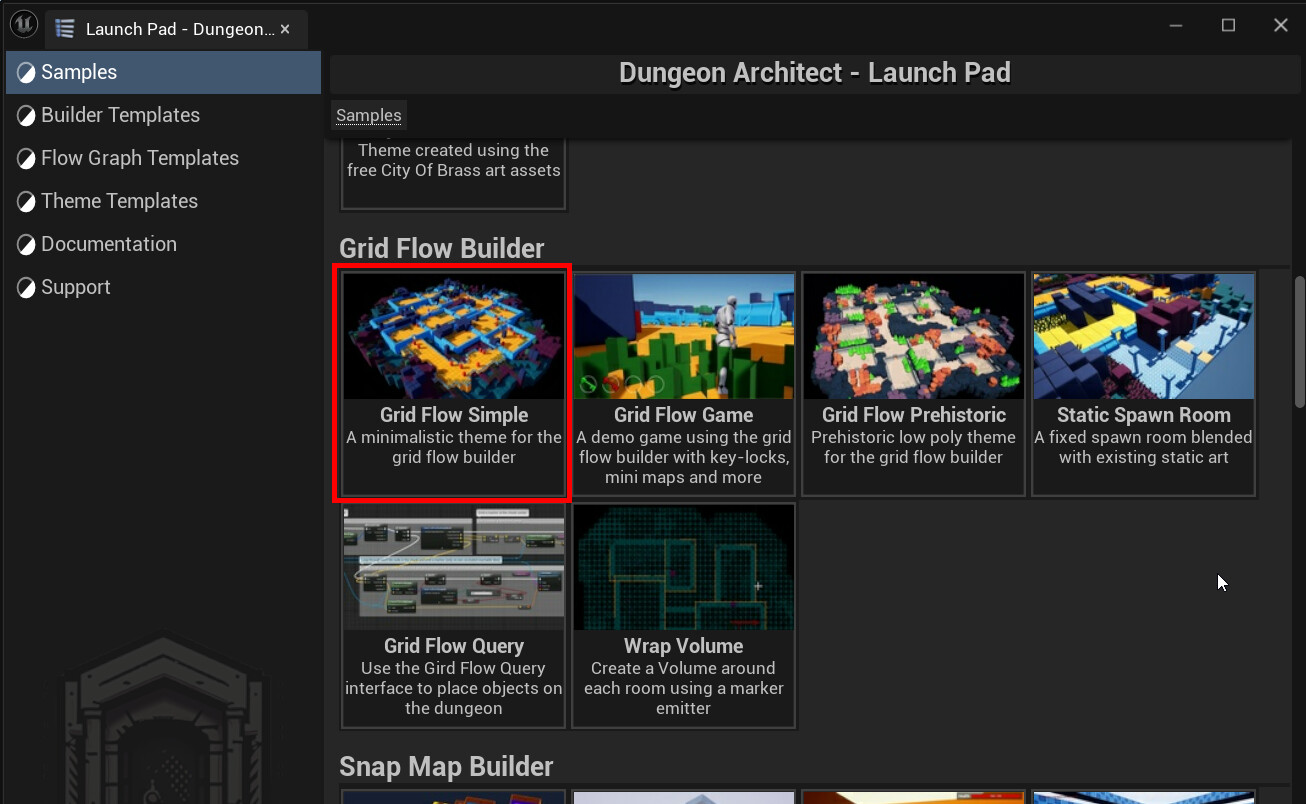 Launch Pad - Dungeon...
Samples
Builder Templates
Flow Graph Templates
Theme Templates
Documentation
Support
Dungeon Architect - Launch Pad
Samples
Theme created using the
free City Of Brass art assets
Grid Flow Builder
Grid Flow Simple
A minimalistic theme for the
grid flow builder
Grid Flow Game
A demo game using the grid
flow builder with key-locks,
mini maps and more
Grid Flow Prehistoric
Prehistoric low poly theme
for the grid flow builder
Static Spawn Room
A fixed spawn room blended
with existing static art
Grid Flow Query
Use the Gird Flow Query
interface to place objects on
the dungeon
Wrap Volume
Create a Volume around
each room using a marker
emitter
Snap Map Builder